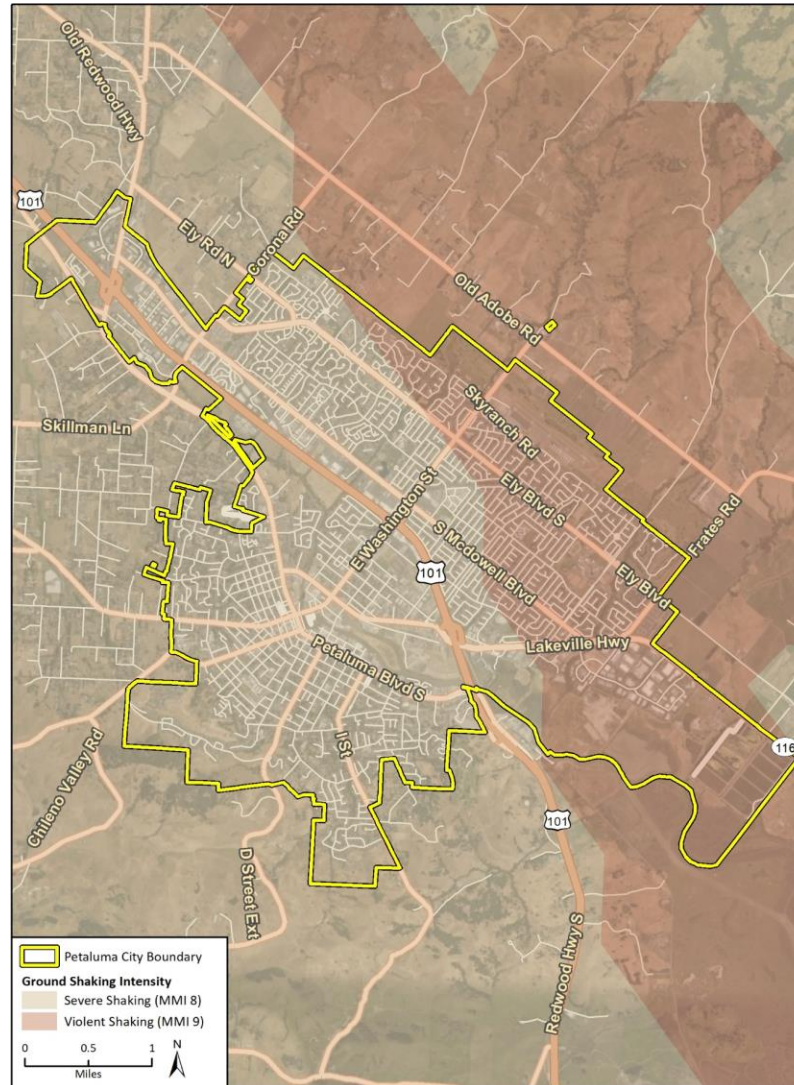 Old Redwood Hwy
101
Ely Rd N
Corona Rd
Old Adobe Rd
Skillman Ln
Skyranch Rd
E Washington St
Ely Blvd S
Frates Rd
S Mcdowell Blvd
101
Ely Blvd
Lakeville Hwy
Petaluma Blvd S
I St
116
Chileno Valley Rd
101
D Street Ext
Redwood Hwy S
Petaluma City Boundary
Ground Shaking Intensity
Severe Shaking (MMI 8)
Violent Shaking (MMI 9)
0 0.5 1
Miles
N